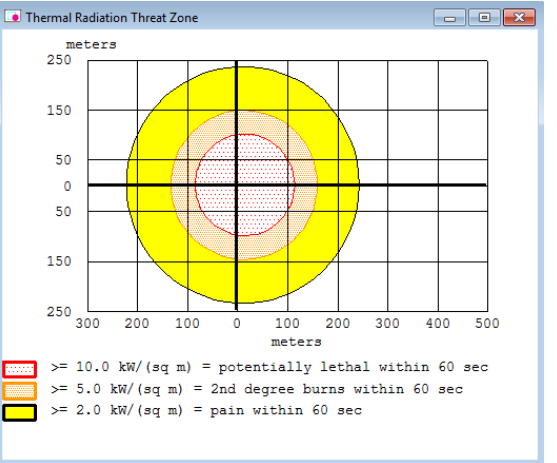 Thermal Radiation Threat Zone
meters
250
150
50
0
50
150
250
300 200 100 0 100 200 300 400 500
meters
>= 10.0 kW/(sq m) = potentially lethal within 60 sec
>= 5.0 kW/(sq m) = 2nd degree burns within 60 sec
>= 2.0 kW/(sq m) = pain within 60 sec